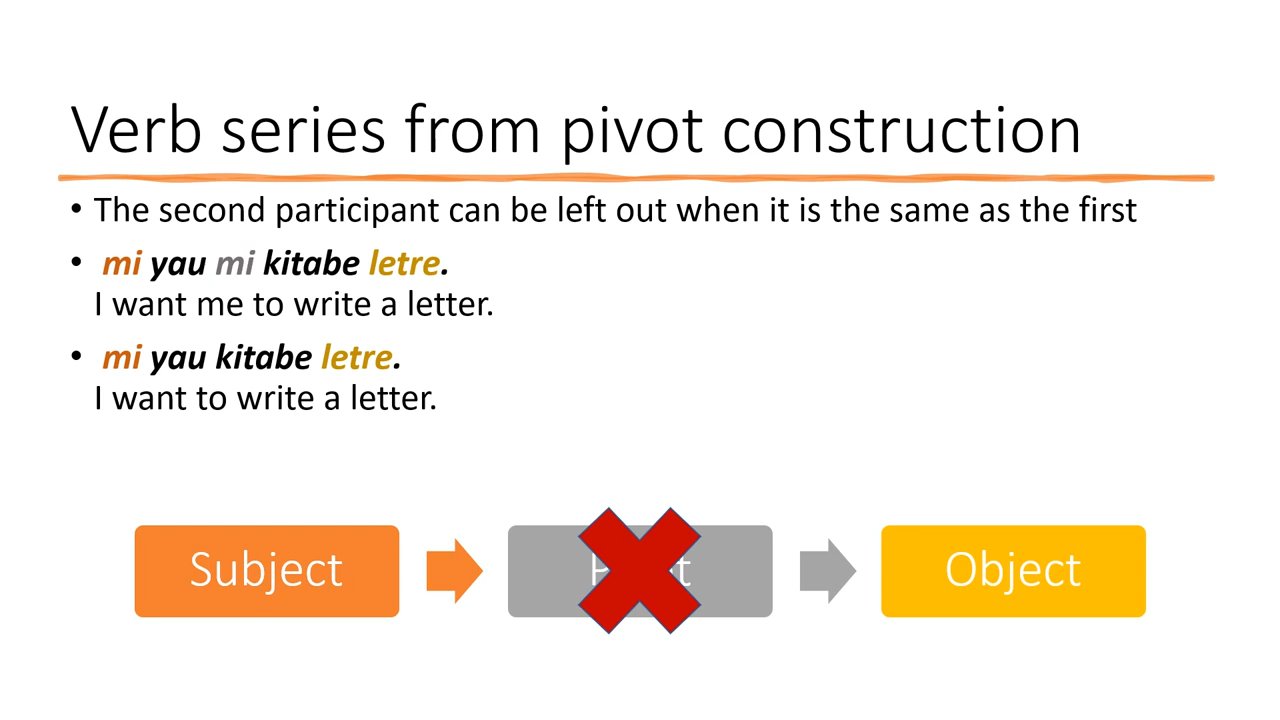 Verb series from pivot construction
• The second participant can be left out when it is the same as the first
• mi yau mi kitabe letre.
I want me to write a letter.
• mi yau kitabe letre.
I want to write a letter.
Subject
Object